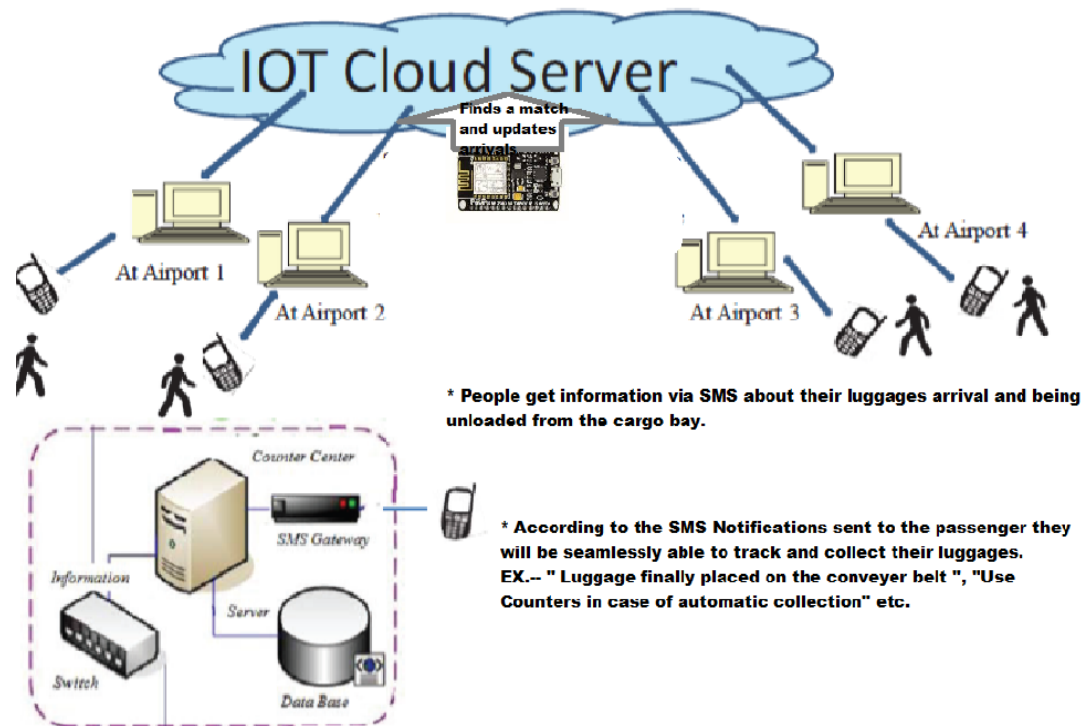 IOT Cloud Server
Finds a match
and updates
arrivals
At Airport 1
At Airport 2
At Airport 3
At Airport 4
* People get information via SMS about their luggages arrival and being
unloaded from the cargo bay.
Counter Center
SMS Gateway
Information
Server
Switch
Data Base
* According to the SMS Notifications sent to the passenger they
will be seamlessly able to track and collect their luggages.
EX.-- " Luggage finally placed on the conveyer belt ", "Use
Counters in case of automatic collection" etc.